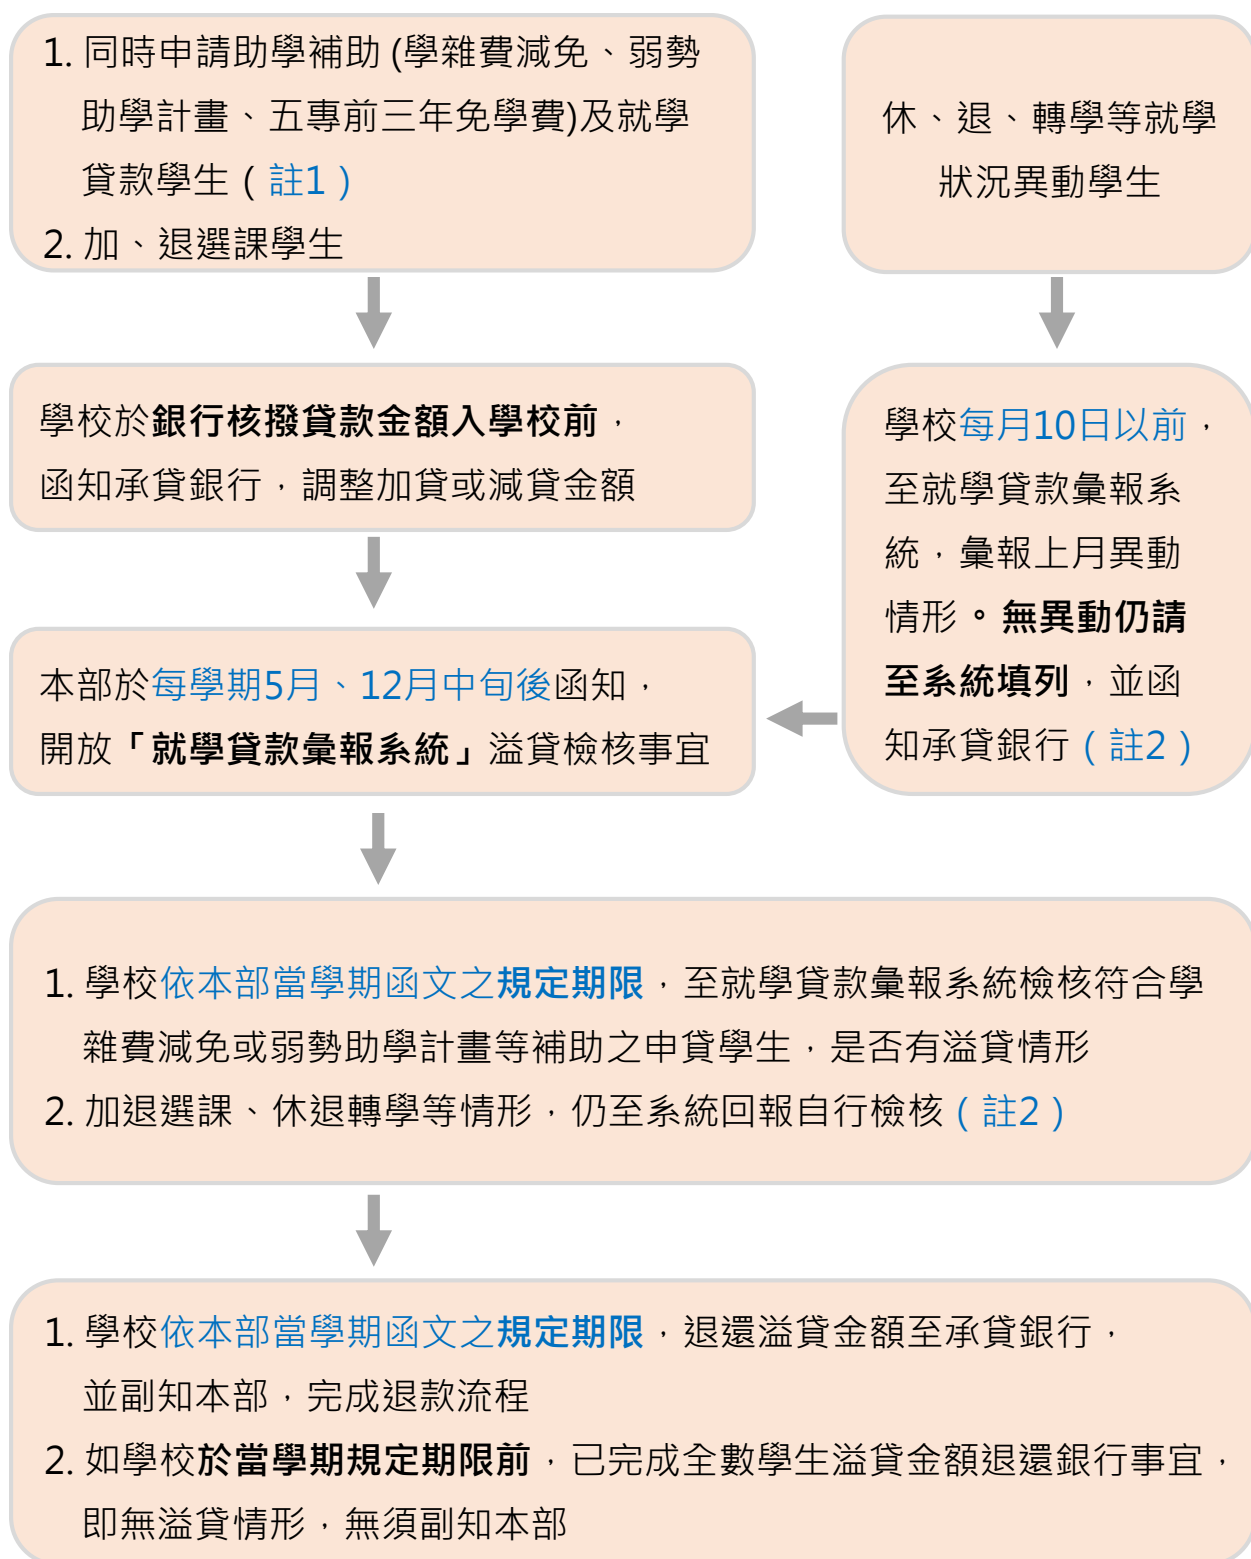 1. 同時申請助學補助 (學雜費減免、弱勢
助學計畫、五專前三年免學費)及就學
貸款學生（註1）
2. 加、退選課學生
休、退、轉學等就學
狀況異動學生
學校於銀行核撥貸款金額入學校前，
函知承貸銀行，調整加貸或減貸金額
學校每月10日以前，
至就學貸款彙報系
統，彙報上月異動
情形。無異動仍請
至系統填列，並函
知承貸銀行（註2）
本部於每學期5月、12月中旬後函知，
開放「就學貸款彙報系統」溢貸檢核事宜
1. 學校依本部當學期函文之規定期限，至就學貸款彙報系統檢核符合學
雜費減免或弱勢助學計畫等補助之申貸學生，是否有溢貸情形
2. 加退選課、休退轉學等情形，仍至系統回報自行檢核（註2）
1. 學校依本部當學期函文之規定期限，退還溢貸金額至承貸銀行，
並副知本部，完成退款流程
2. 如學校於當學期規定期限前，已完成全數學生溢貸金額退還銀行事宜，
即無溢貸情形，無須副知本部